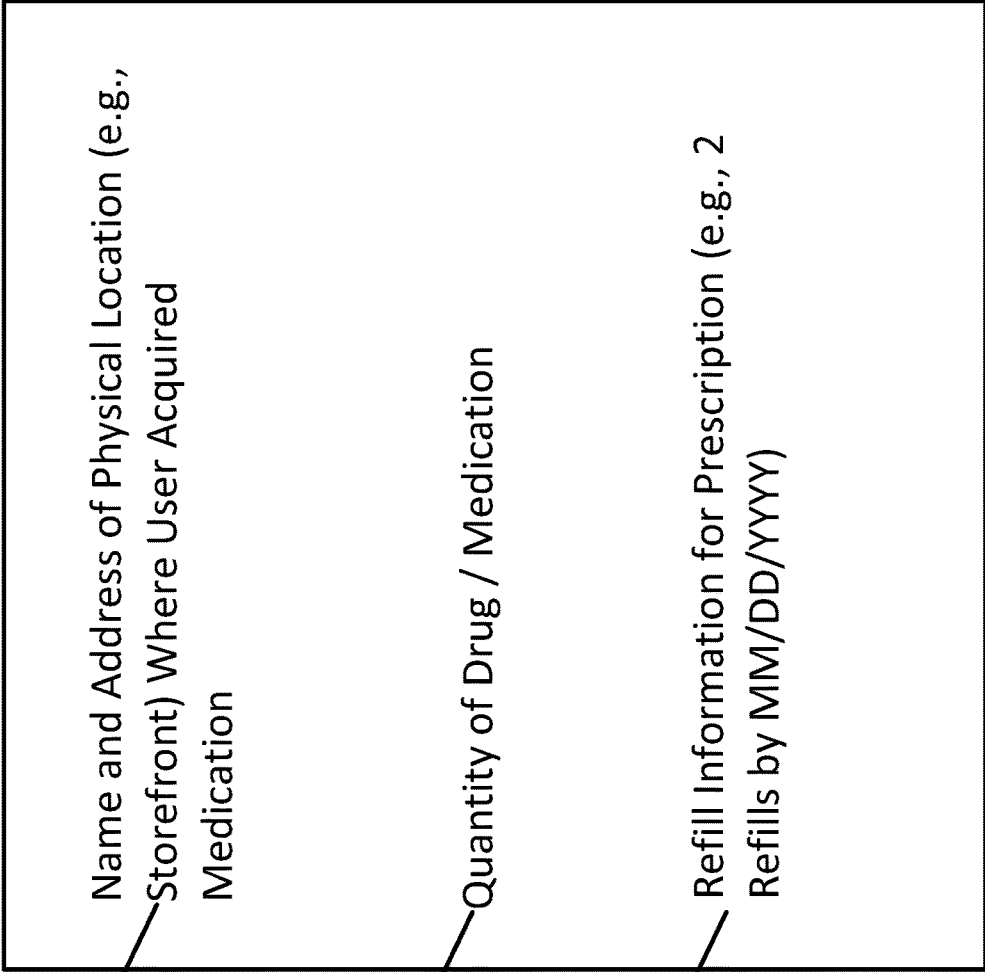 Name and Address of Physical Location (e.g.,
Storefront) Where User Acquired
Medication
Quantity of Drug / Medication
Refill Information for Prescription (e.g., 2
Refills by MM/DD/YYYY)